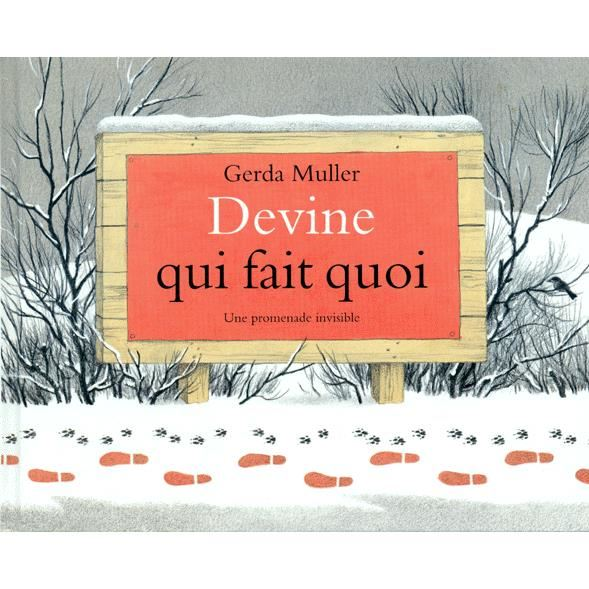 Gerda Muller
Devine
qui fait quoi
Une promenade invisible